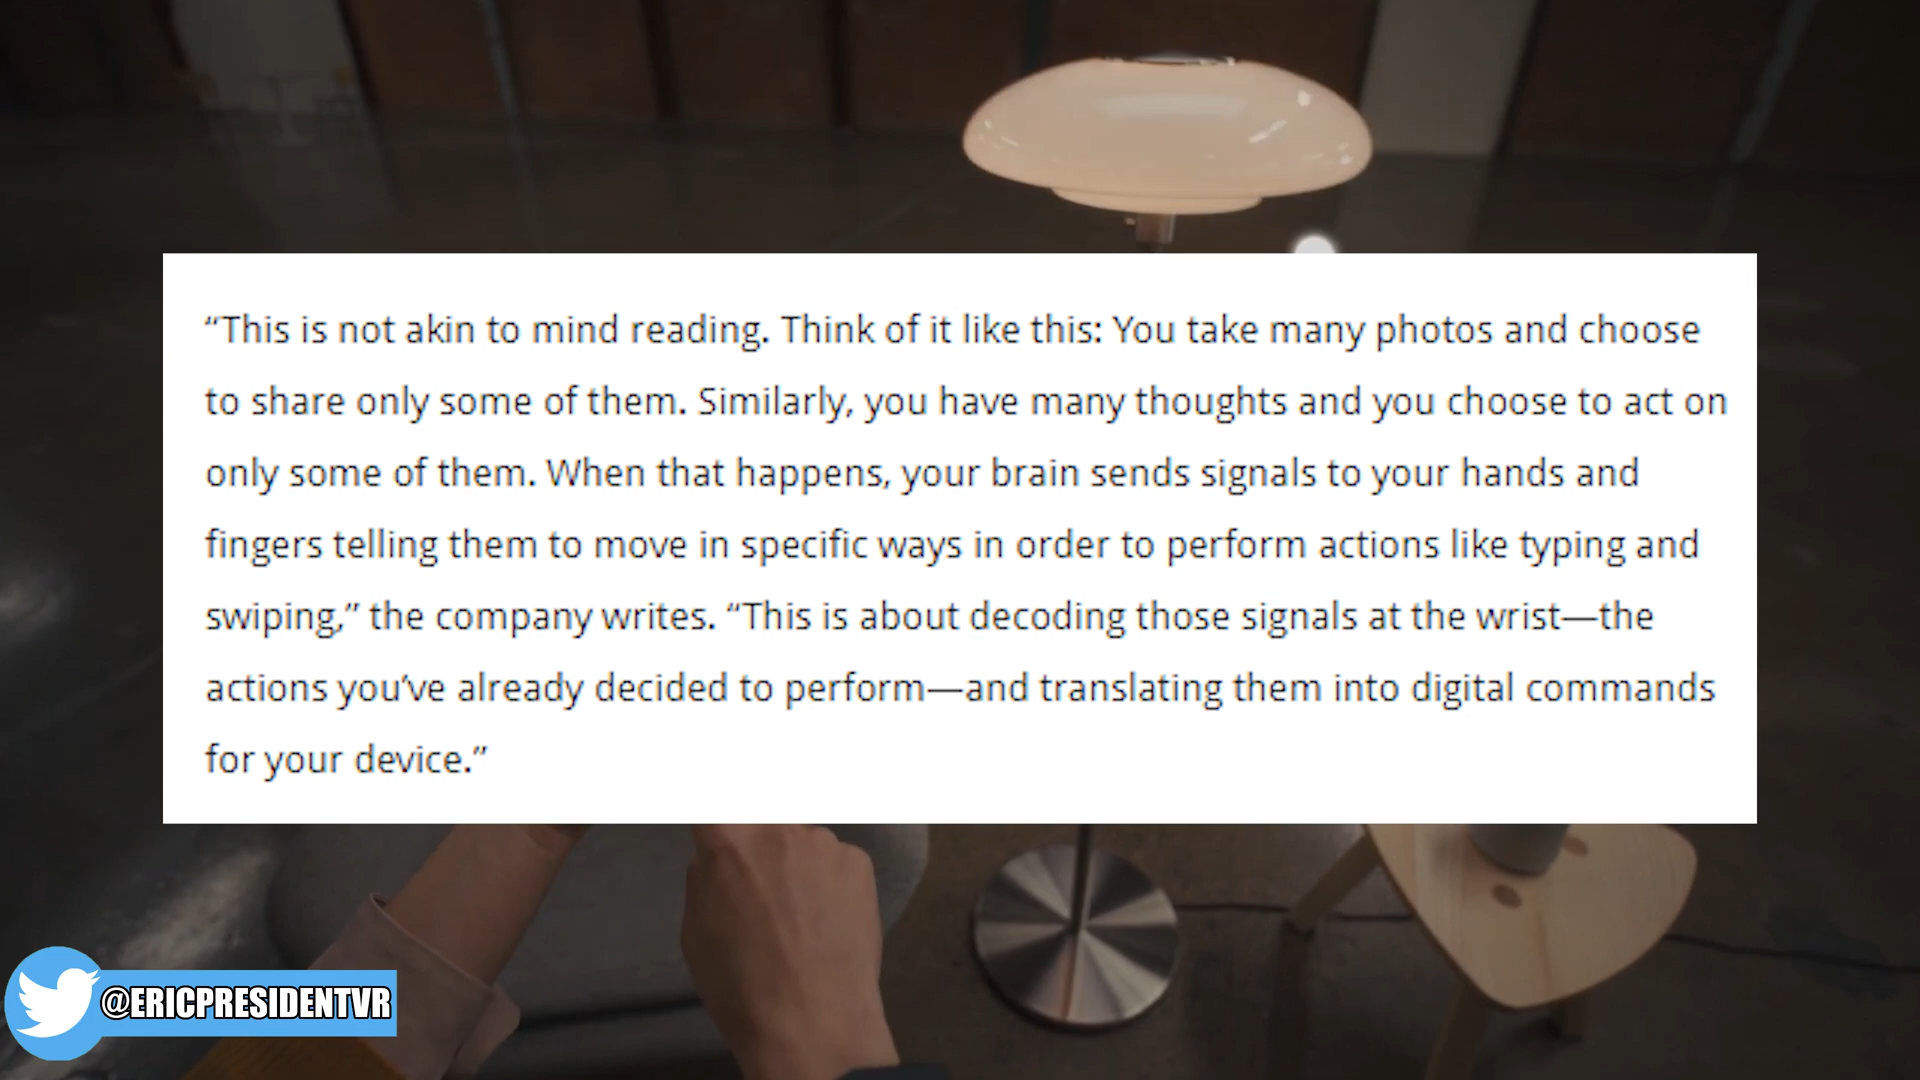 “This is not akin to mind reading. Think of it like this: You take many photos and choose
to share only some of them. Similarly, you have many thoughts and you choose to act on
only some of them. When that happens, your brain sends signals to your hands and
fingers telling them to move in specific ways in order to perform actions like typing and
swiping,” the company writes. “This is about decoding those signals at the wrist—the
actions you’ve already decided to perform—and translating them into digital commands
for your device.”
@ERICPRESIDENTVR